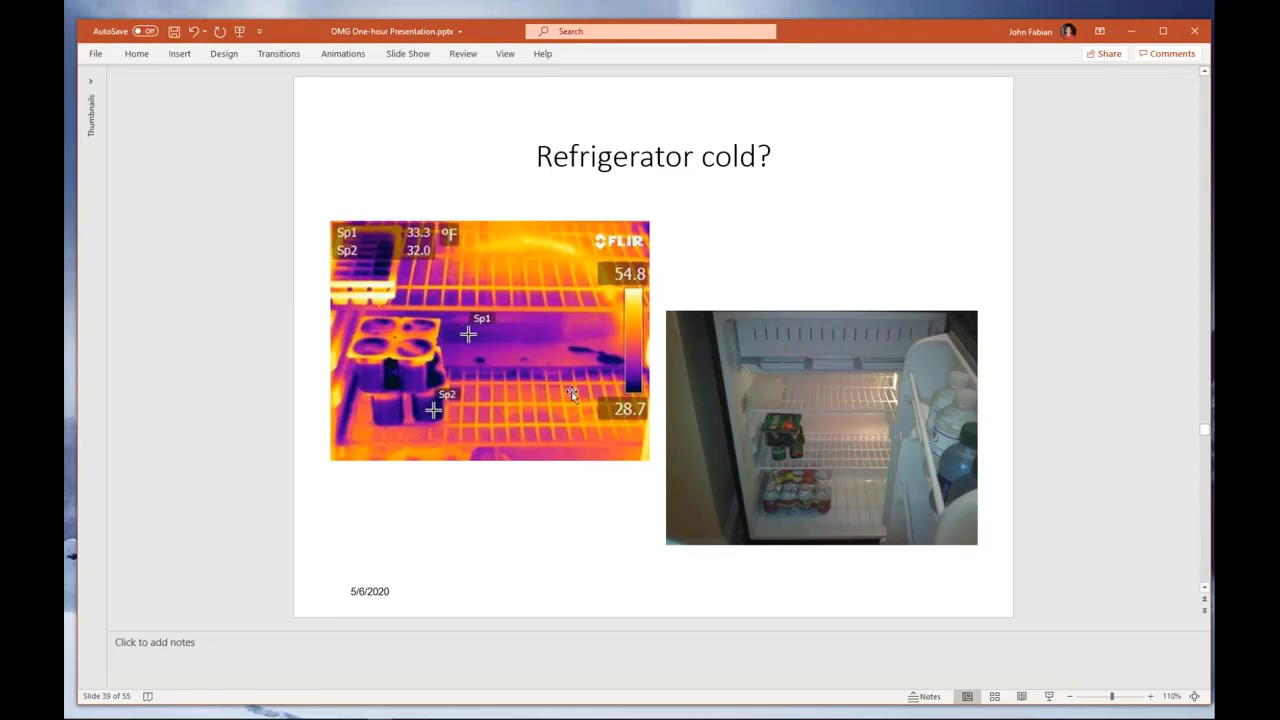 AutoSave Off OMG One-hour Presentation.pptx Search John Fabian
File Home Insert Design Transitions Animations Slide Show Review View Help Share Comments
Thumbnails
Refrigerator cold?
Sp1 33.3 °F
Sp2 32.0
FLIR
54.8
Sp1
Sp2
28.7
5/6/2020
Click to add notes
Slide 39 of 55 Notes 110%